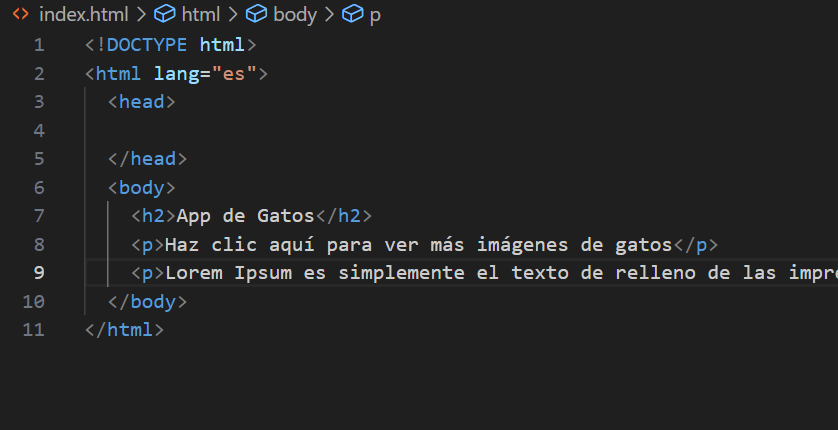 index.html > html > body > p
1 <!DOCTYPE html>
2 <html lang="es">
3 <head>
4
5 </head>
6 <body>
7 <h2>App de Gatos</h2>
8 <p>Haz clic aquí para ver más imágenes de gatos</p>
9 <p>Lorem Ipsum es simplemente el texto de relleno de las impre
10 </body>
11 </html>